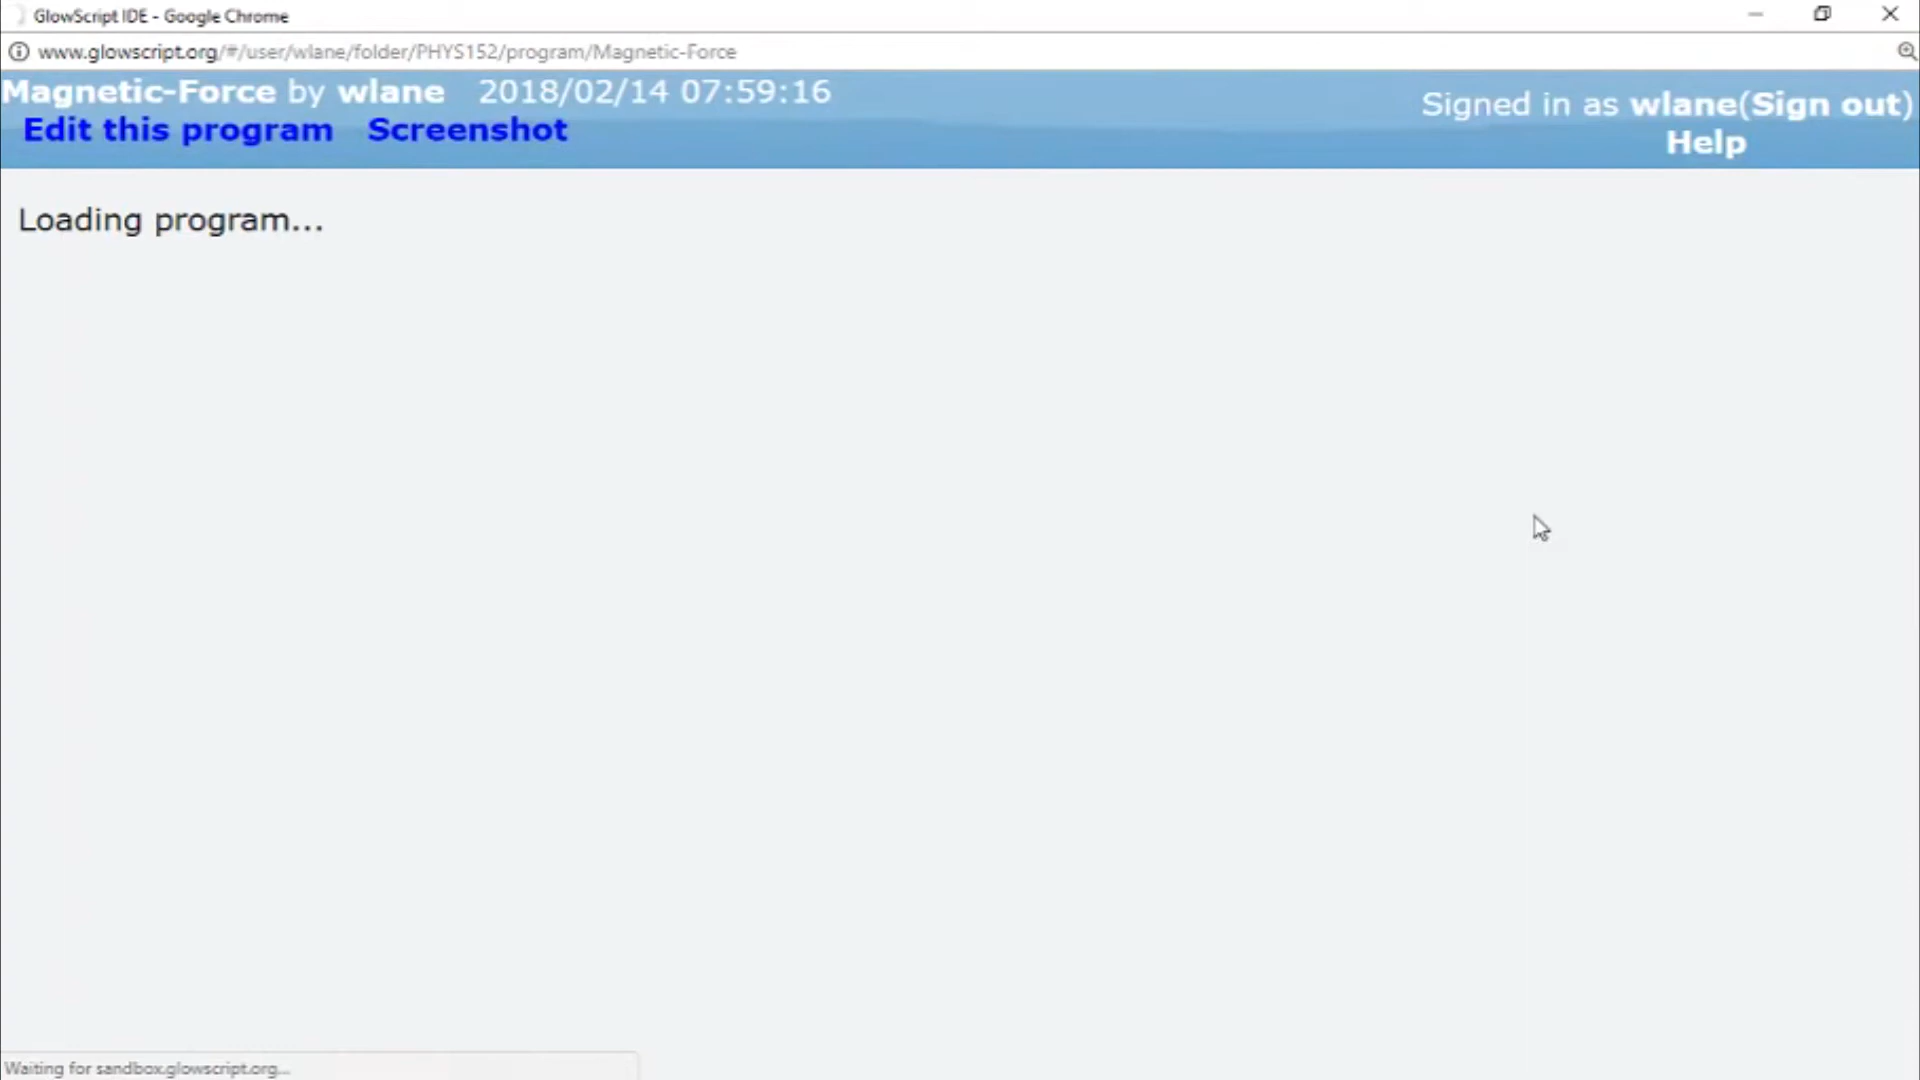 GlowScript IDE - Google Chrome
www.glowscript.org/#/user/wlane/folder/PHYS152/program/Magnetic-Force
Magnetic-Force by wlane 2018/02/14 07:59:16
Signed in as wlane(Sign out)
Edit this program Screenshot
Help
Loading program...
Waiting for sandbox.glowscript.org...